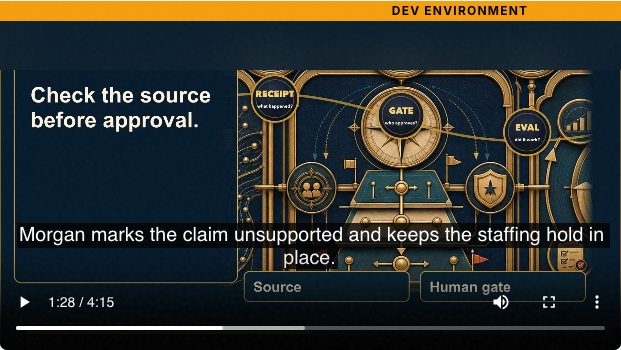 DEV ENVIRONMENT
Check the source
before approval.
RECEIPT
what happened?
GATE
who approved?
EVAL
did it work?
Morgan marks the claim unsupported and keeps the staffing hold in
place.
Source
Human gate
1:28 / 4:15